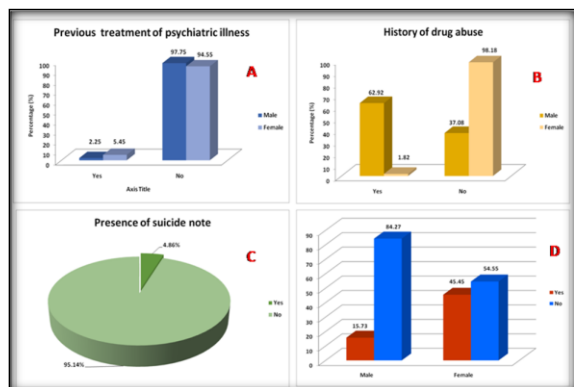 Previous treatment of psychiatric illness
97.75
94.55
100
90
80
70
60
50
40
30
20
10
0
Percentage (%)
A
Male
Female
2.25
5.45
Yes
No
Axis Title
History of drug abuse
98.18
100
90
80
70
60
50
40
30
20
10
0
Percentage (%)
B
62.92
37.08
1.82
Male
Female
Yes
No
Presence of suicide note
4.86%
C
Yes
No
95.14%
90
80
70
60
50
40
30
20
10
0
84.27
D
45.45
54.55
15.73
Yes
No
Male
Female